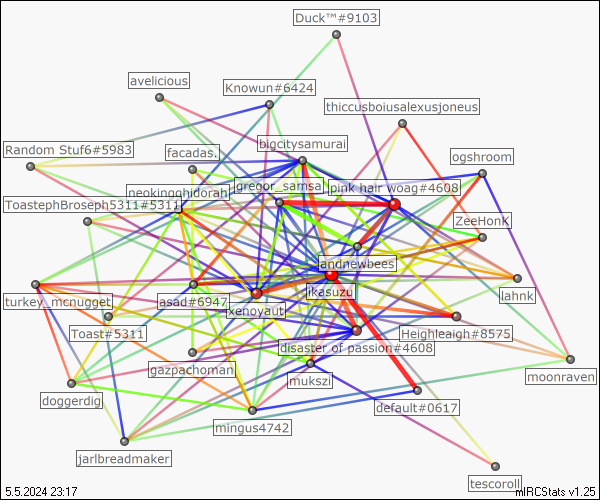 Duck™#9103
avelicious
Knowun#6424
thiccusboiusalexusjoneus
bigcitysamurai
Random Stuf6#5983
facadas.
ogshroom
neokingghidorah
gregor_samsa
pink hair woag#4608
ToastephBroseph5311#5311
ZeeHonK
andnewbees
turkey_mcnugget
asad#6947
xenoyaut
ikasuzu
lahnk
Toast#5311
Heighleaigh#8575
disaster of passion#4608
gazpachoman
mukszi
moonraven
doggerdig
default#0617
mingus4742
jarlbreadmaker
tescoroll
5.5.2024 23:17
mIRCStats v1.25